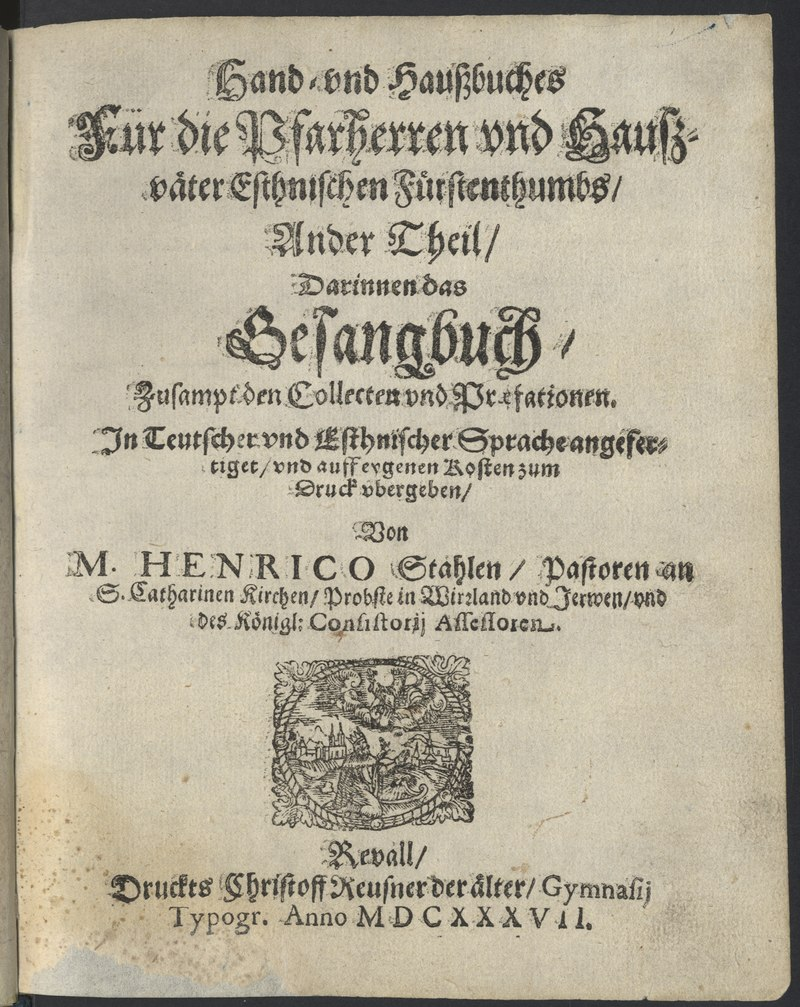 Hand- vnd Haußbuches
Für die Pfarherren vnd Hauß-
väter Esthnischen Fürstenthumbs/
Ander Theil/
Darinnen das
Gesangbuch/
Zusampt den Collecten vnd Præfationen.
In Teutscher vnd Esthnischer Sprache angefer-
tiget/ vnd auff eygenen Kosten zum
Druck vbergeben/
Von
M. HENRICO Stahlen/ Pastoren an
S. Catharinen Kirchen/ Probste in Wirrland vnd Jerwen/ vnd
des Königl: Consistorij Assessoren.
Revall/
Druckts Christoff Reusner der älter/ Gymnasij
Typogr. Anno MDCXXXVII.